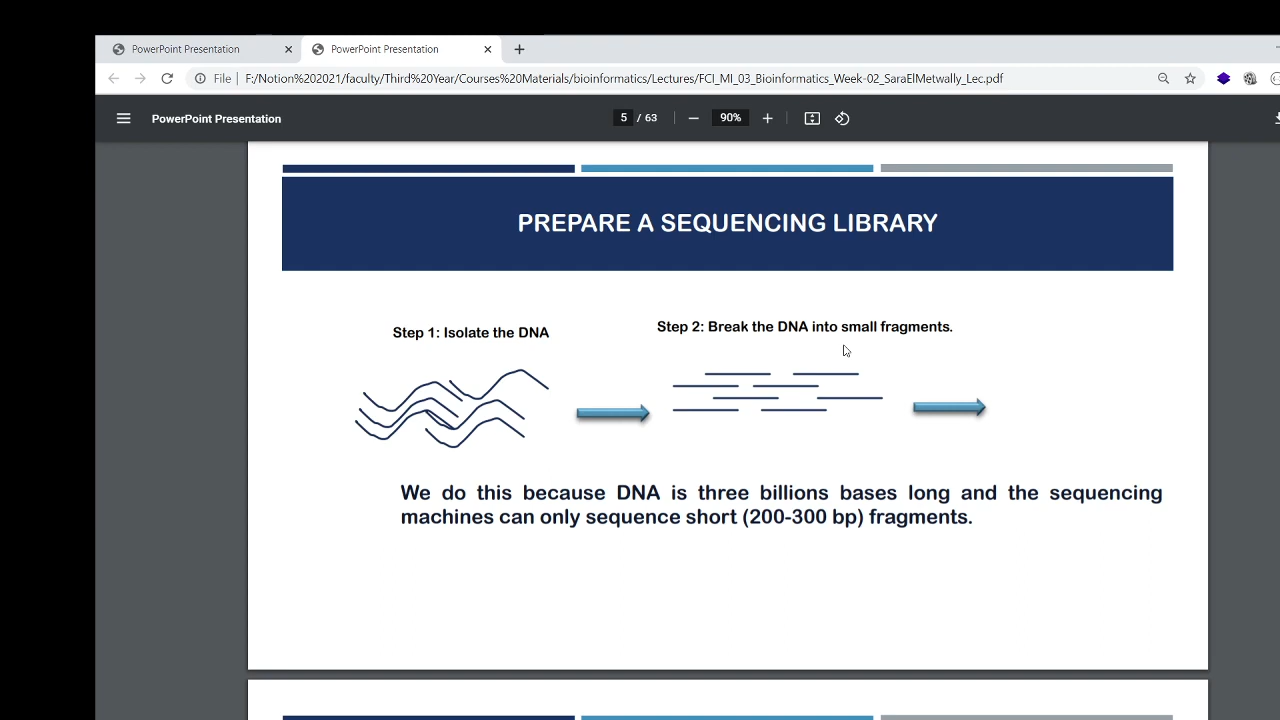 PowerPoint Presentation
PowerPoint Presentation
File | F:/Notion%202021/faculty/Third%20Year/Courses%20Materials/bioinformatics/Lectures/FCI_MI_03_Bioinformatics_Week-02_SaraElMetwally_Lec.pdf
PowerPoint Presentation
5 / 63
90%
PREPARE A SEQUENCING LIBRARY
Step 1: Isolate the DNA
Step 2: Break the DNA into small fragments.
We do this because DNA is three billions bases long and the sequencing
machines can only sequence short (200-300 bp) fragments.